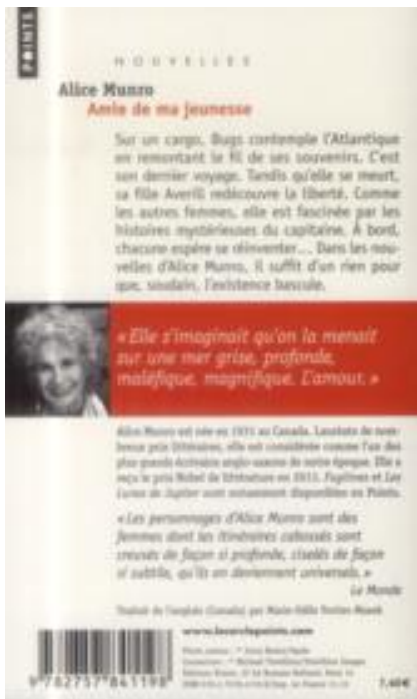 POINTS
NOUVELLES
Alice Munro
Amie de ma jeunesse
Sur un cargo, Bugs contemple l'Atlantique
en remontant le fil de ses souvenirs. C'est
son dernier voyage. Tandis qu'elle se meurt,
sa fille Averill redécouvre la liberté. Comme
les autres femmes, elle est fascinée par les
histoires mystérieuses du capitaine. À bord,
chacune espère se réinventer... Dans les nou-
velles d'Alice Munro, il suffit d'un rien pour
que, soudain, l'existence bascule.
« Elle s'imaginait qu'on la menait
sur une mer grise, profonde,
maléfique, magnifique. L'amour. »
Alice Munro est née en 1931 au Canada. Lauréate de nom-
breux prix littéraires, elle est considérée comme l'un des
plus grands écrivains anglo-saxons de notre époque. Elle a
reçu le prix Nobel de littérature en 2013. Fugitives et Les
Lunes de Jupiter sont notamment disponibles en Points.
« Les personnages d'Alice Munro sont des
femmes dont les itinéraires cabossés sont
creusés de façon si profonde, ciselés de façon
si subtile, qu'ils en deviennent universels. »
Le Monde
Traduit de l'anglais (Canada) par Marie-Odile Fortier-Masek
www.lecerclepoints.com
9 782757 841198
7,40€